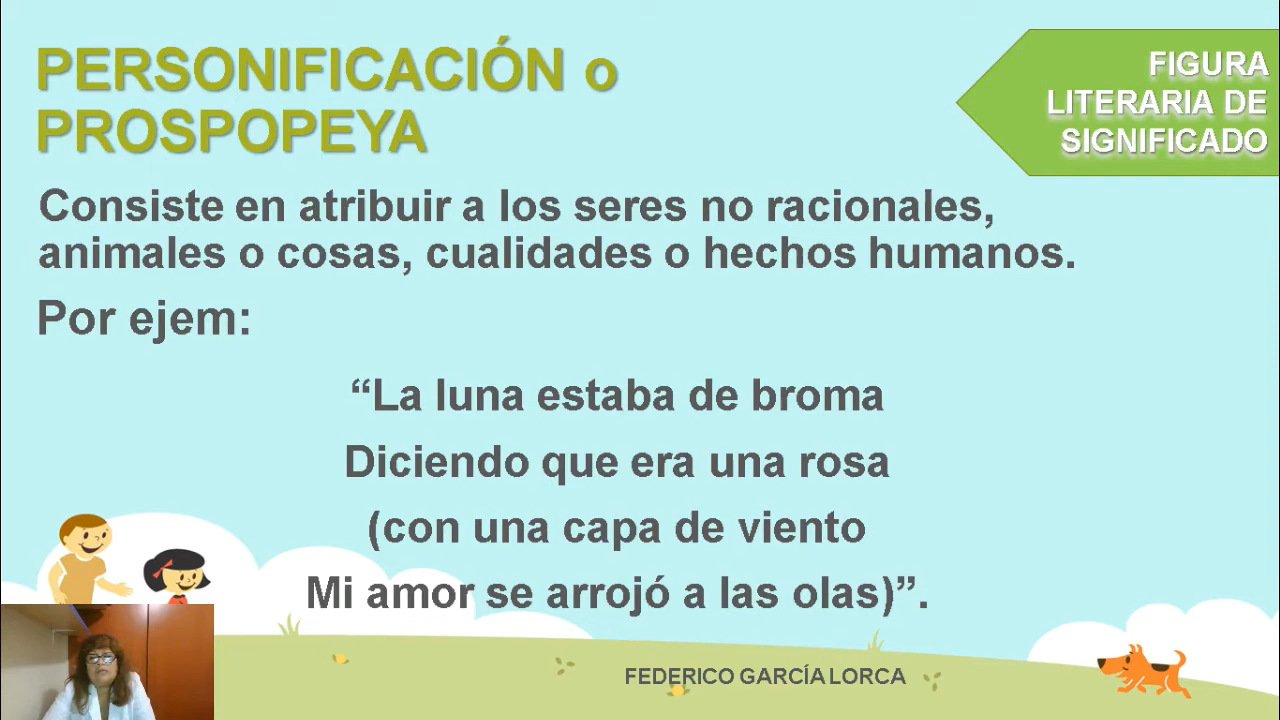 PERSONIFICACIÓN o
PROSPOPEYA
FIGURA
LITERARIA DE
SIGNIFICADO
Consiste en atribuir a los seres no racionales,
animales o cosas, cualidades o hechos humanos.
Por ejem:
“La luna estaba de broma
Diciendo que era una rosa
(con una capa de viento
Mi amor se arrojó a las olas)”.
FEDERICO GARCÍA LORCA